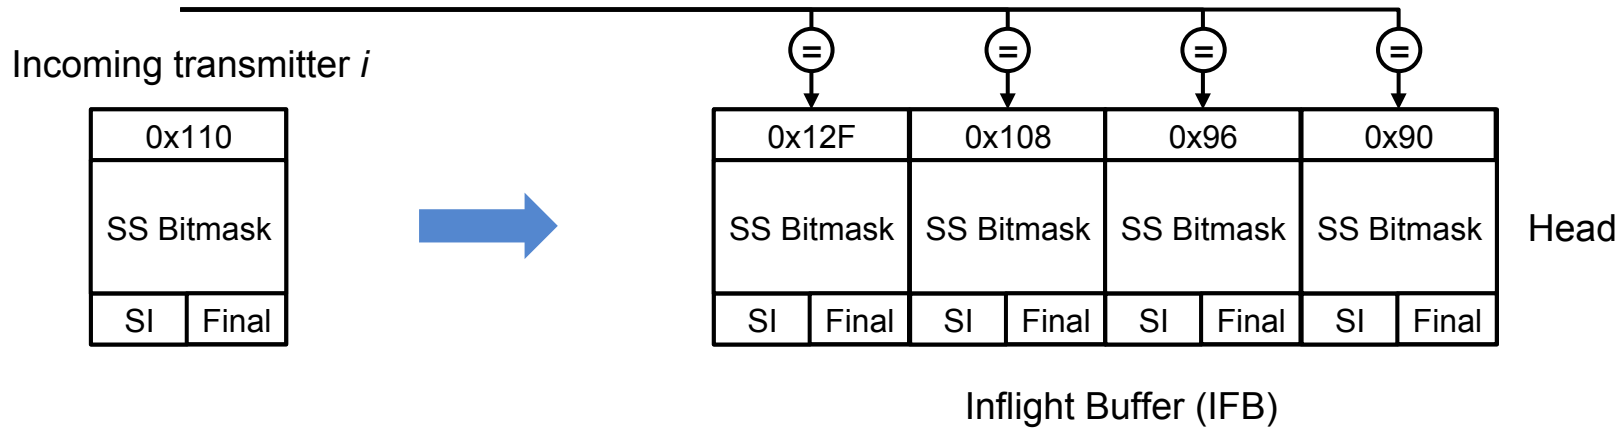 Incoming transmitter i
0x110
SS Bitmask
SI Final
= = = =
0x12F 0x108 0x96 0x90
SS Bitmask SS Bitmask SS Bitmask SS Bitmask
SI Final SI Final SI Final SI Final
Head
Inflight Buffer (IFB)